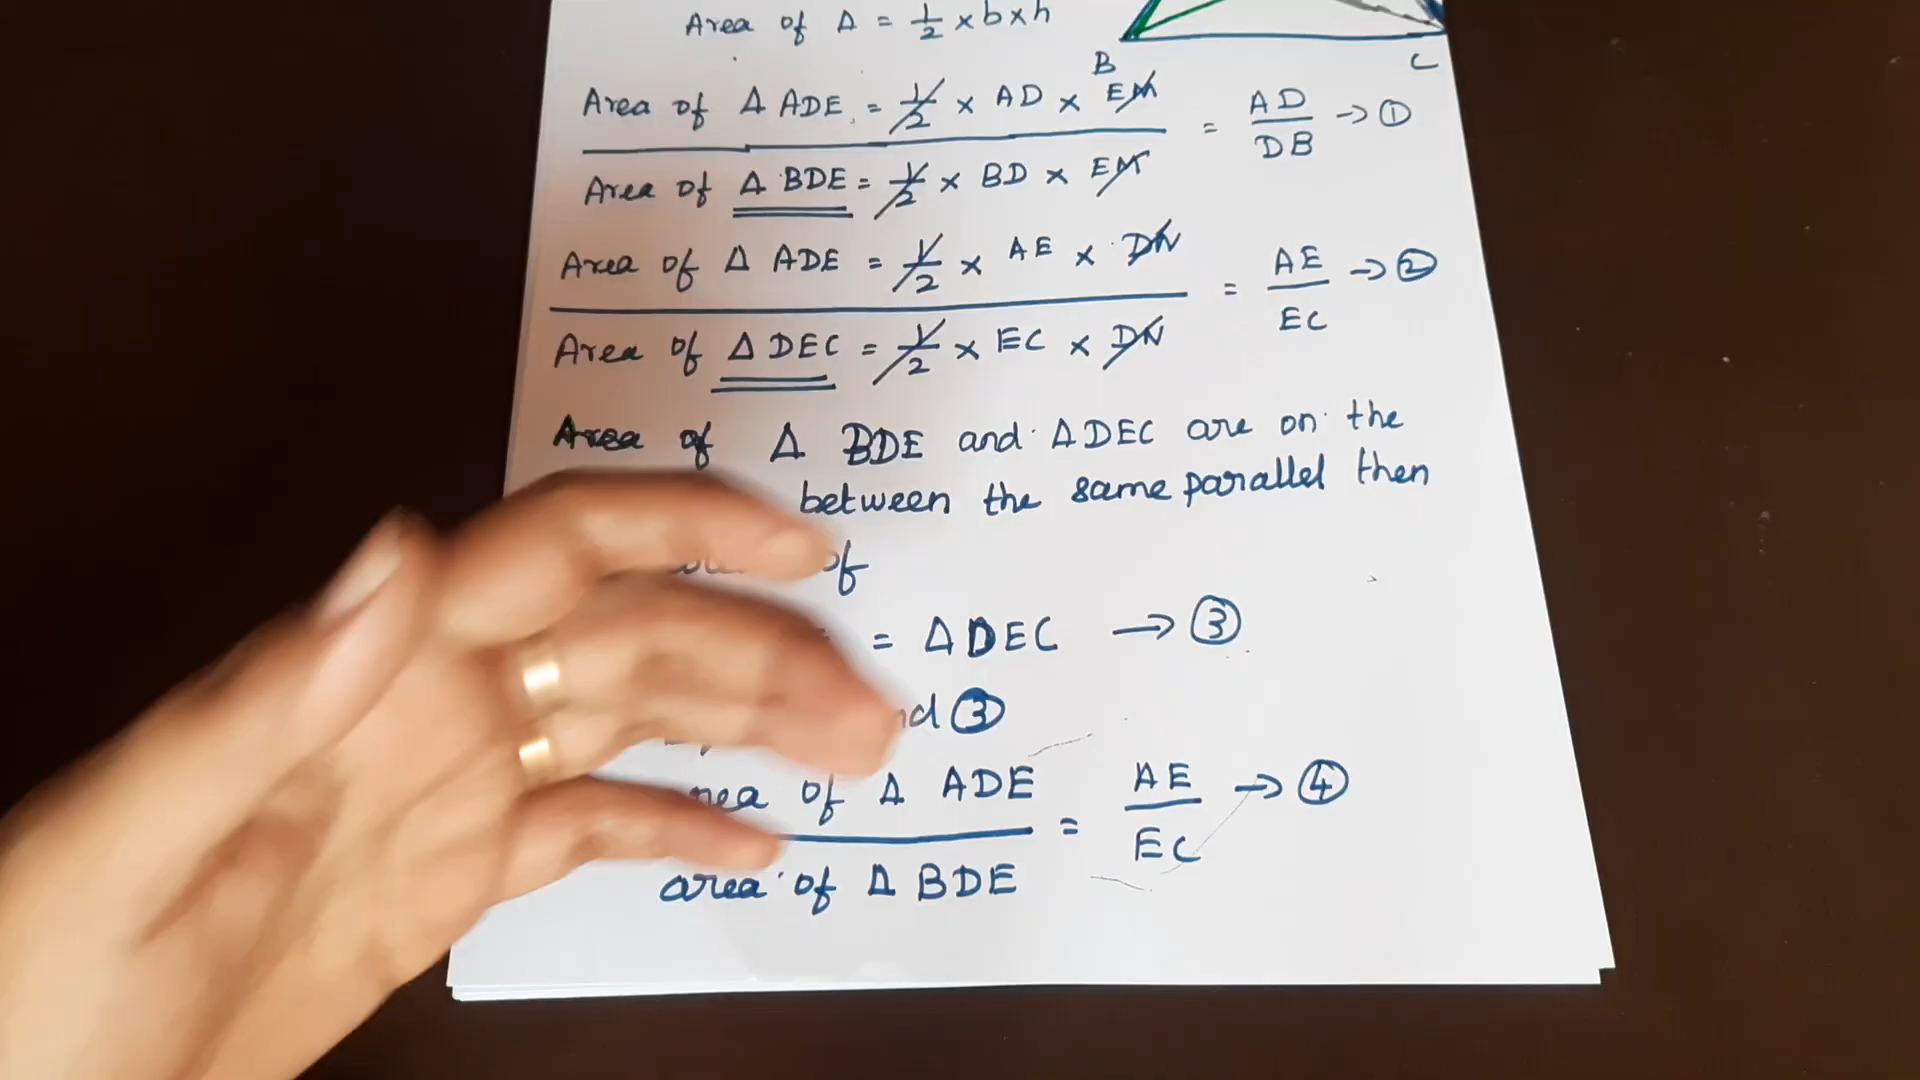 Area of Δ = 1/2 × b × h
B
C
Area of Δ ADE = 1/2 × AD × EM
= AD/DB → ①
Area of Δ BDE = 1/2 × BD × EM
Area of Δ ADE = 1/2 × AE × DN
= AE/EC → ②
Area of Δ DEC = 1/2 × EC × DN
Area of Δ BDE and Δ DEC are on the
between the same parallel then
of
= Δ DEC → ③
③
of Δ ADE
= AE/EC → ④
area of Δ BDE